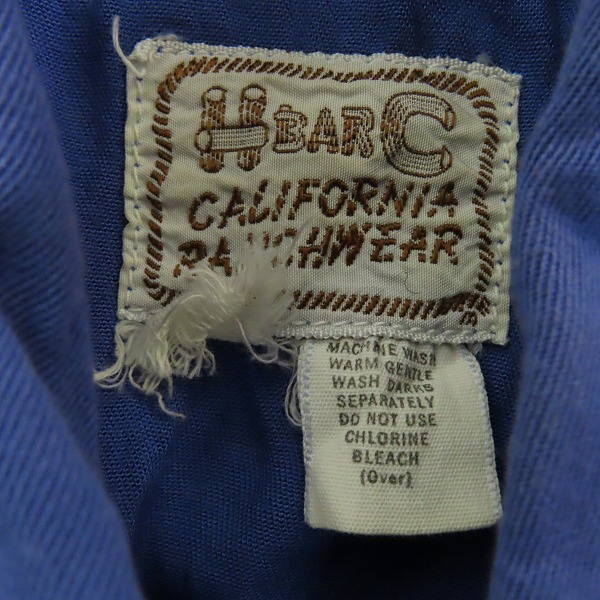 H BAR C
CALIFORNIA
RANCHWEAR
MACHINE WASH
WARM GENTLE
WASH DARKS
SEPARATELY
DO NOT USE
CHLORINE
BLEACH
(Over)